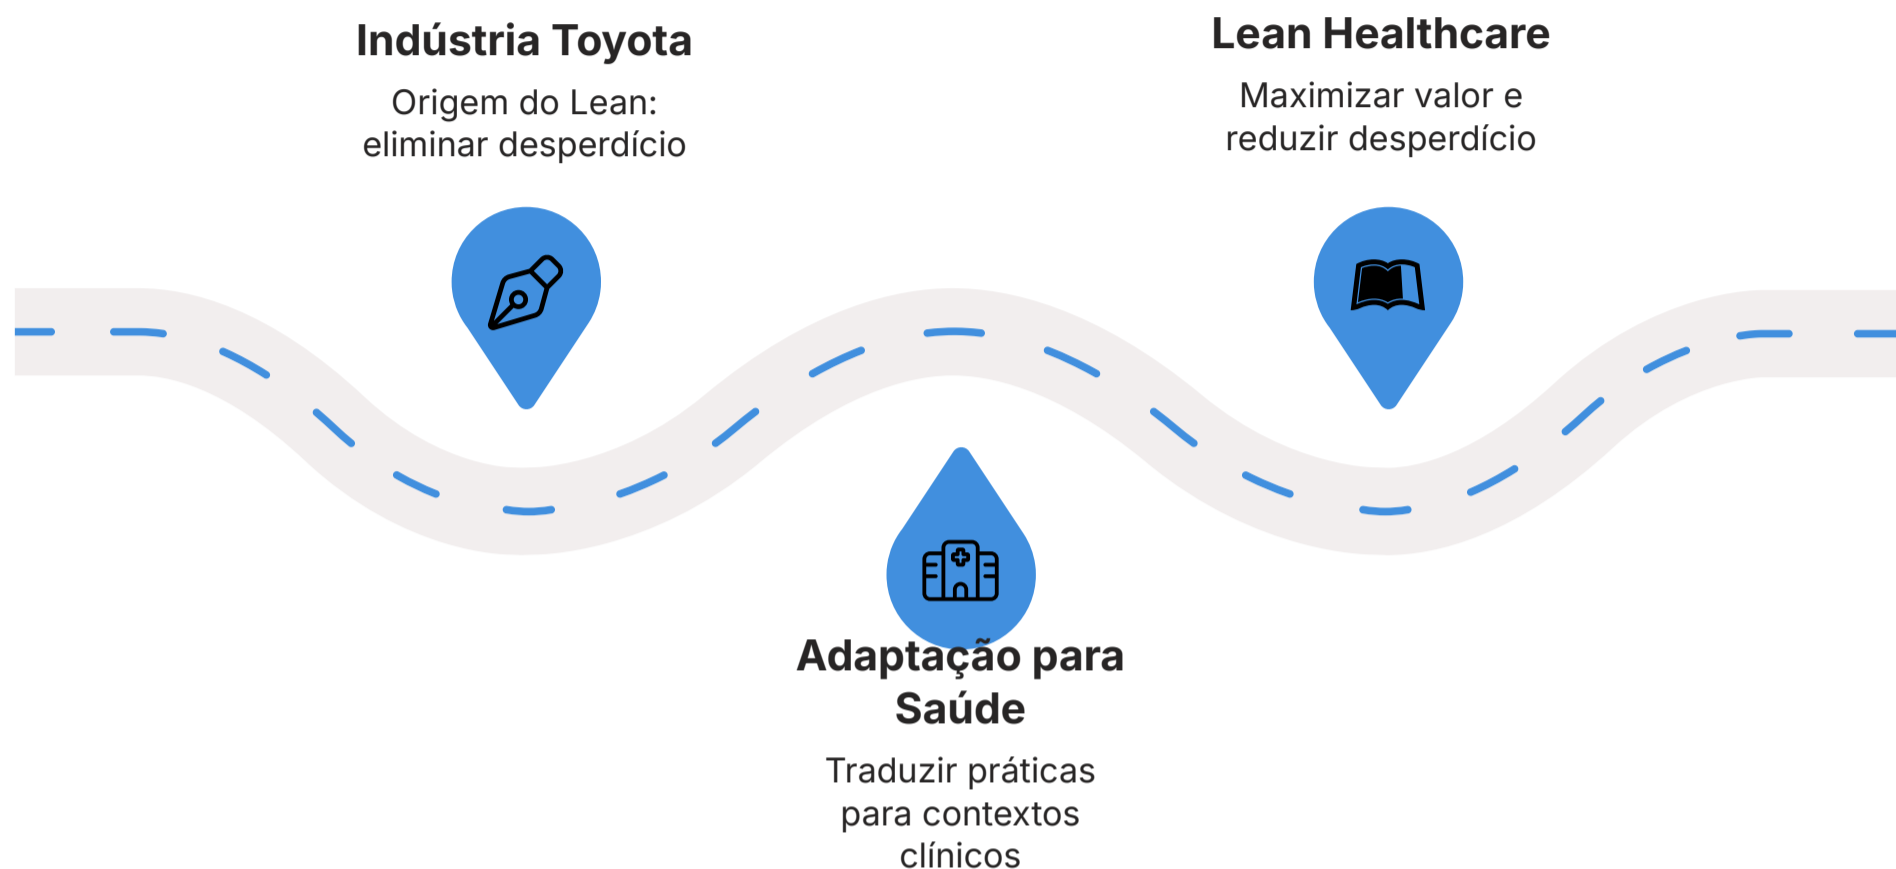 Indústria Toyota
Origem do Lean:
eliminar desperdício
Adaptação para
Saúde
Traduzir práticas
para contextos
clínicos
Lean Healthcare
Maximizar valor e
reduzir desperdício